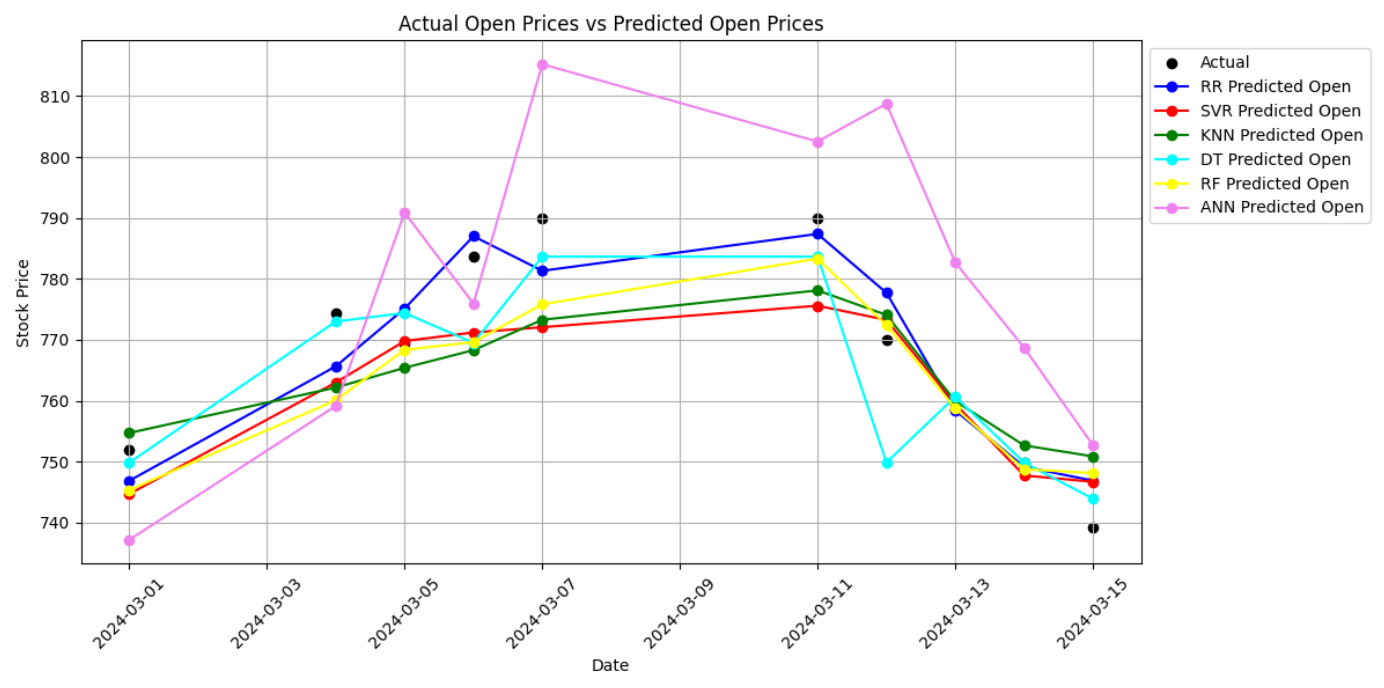 Actual Open Prices vs Predicted Open Prices
Actual
RR Predicted Open
SVR Predicted Open
KNN Predicted Open
DT Predicted Open
RF Predicted Open
ANN Predicted Open
Stock Price
810
800
790
780
770
760
750
740
2024-03-01
2024-03-03
2024-03-05
2024-03-07
2024-03-09
2024-03-11
2024-03-13
2024-03-15
Date